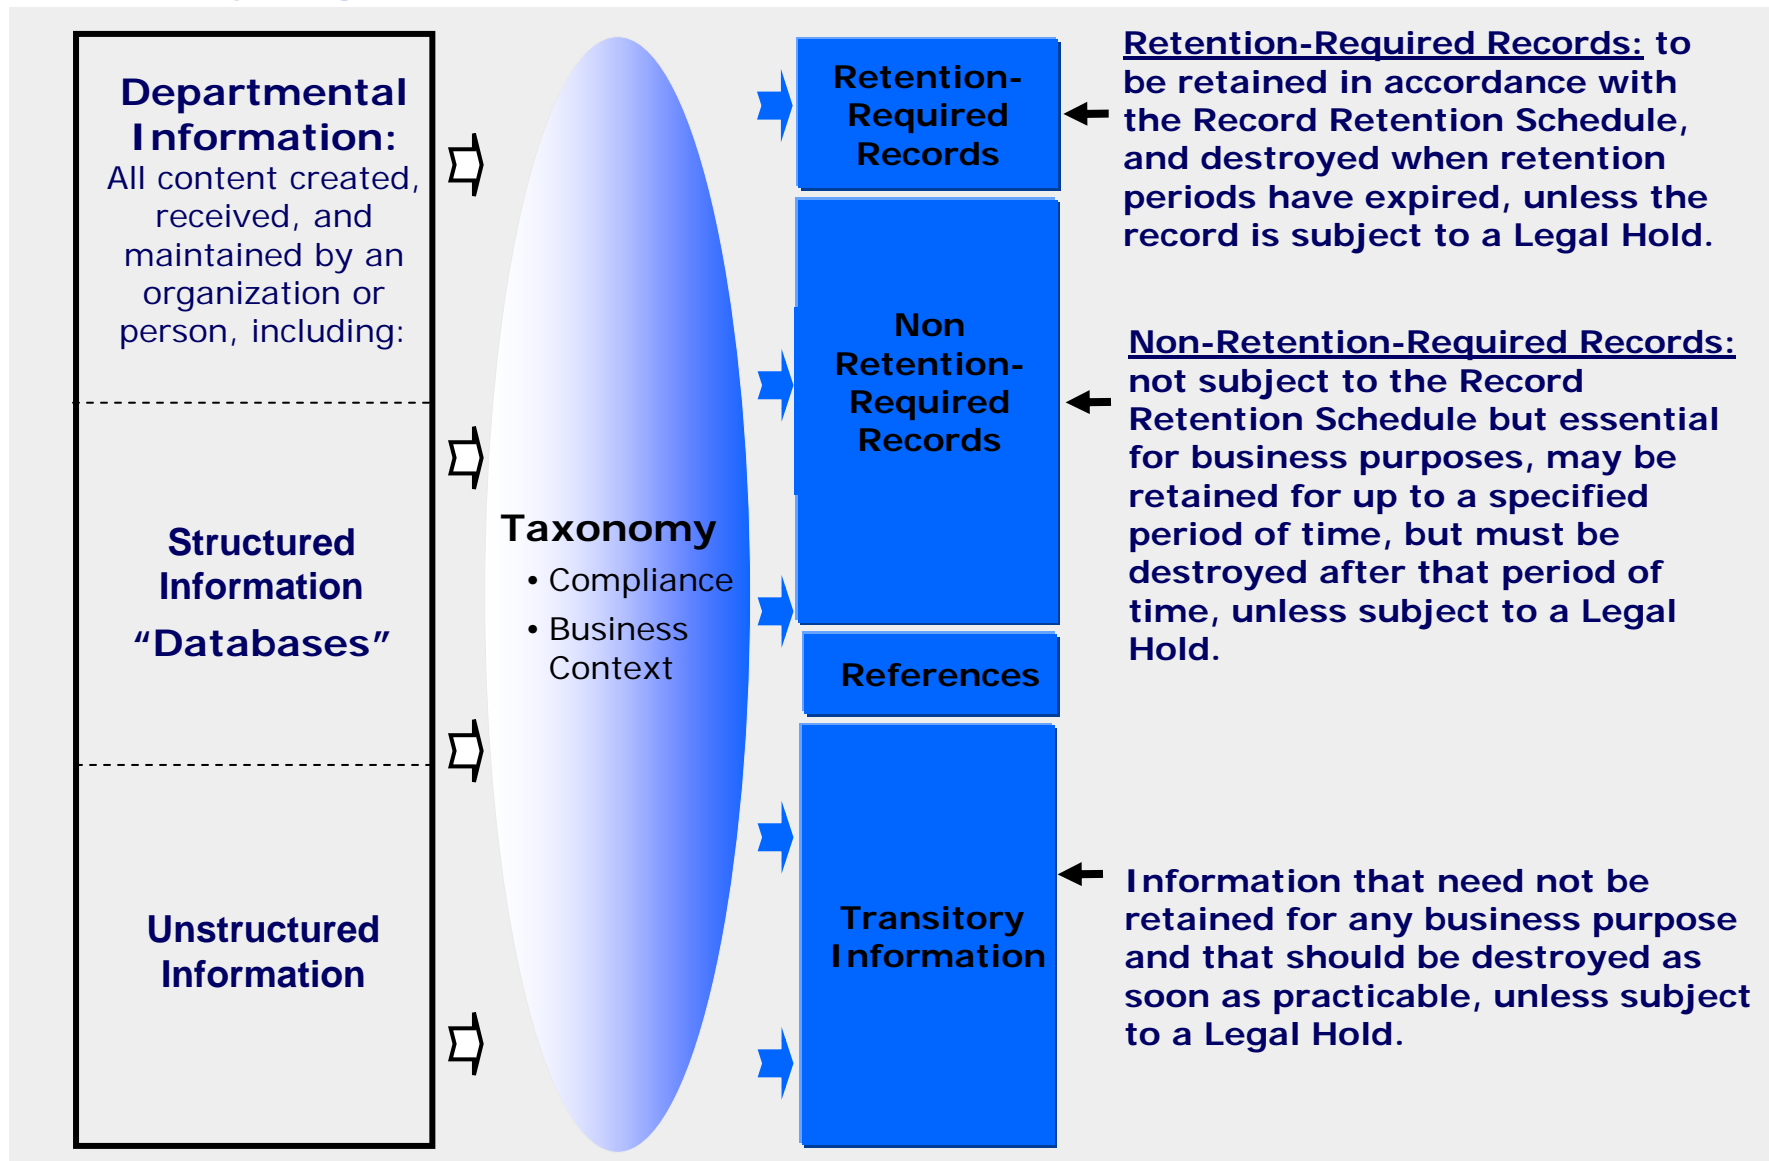 Departmental
Information:
All content created,
received, and
maintained by an
organization or
person, including:
Structured
Information
“Databases”
Unstructured
Information
Taxonomy
• Compliance
• Business
Context
Retention-
Required
Records
Non
Retention-
Required
Records
References
Transitory
Information
Retention-Required Records: to
be retained in accordance with
the Record Retention Schedule,
and destroyed when retention
periods have expired, unless the
record is subject to a Legal Hold.
Non-Retention-Required Records:
not subject to the Record
Retention Schedule but essential
for business purposes, may be
retained for up to a specified
period of time, but must be
destroyed after that period of
time, unless subject to a Legal
Hold.
Information that need not be
retained for any business purpose
and that should be destroyed as
soon as practicable, unless subject
to a Legal Hold.